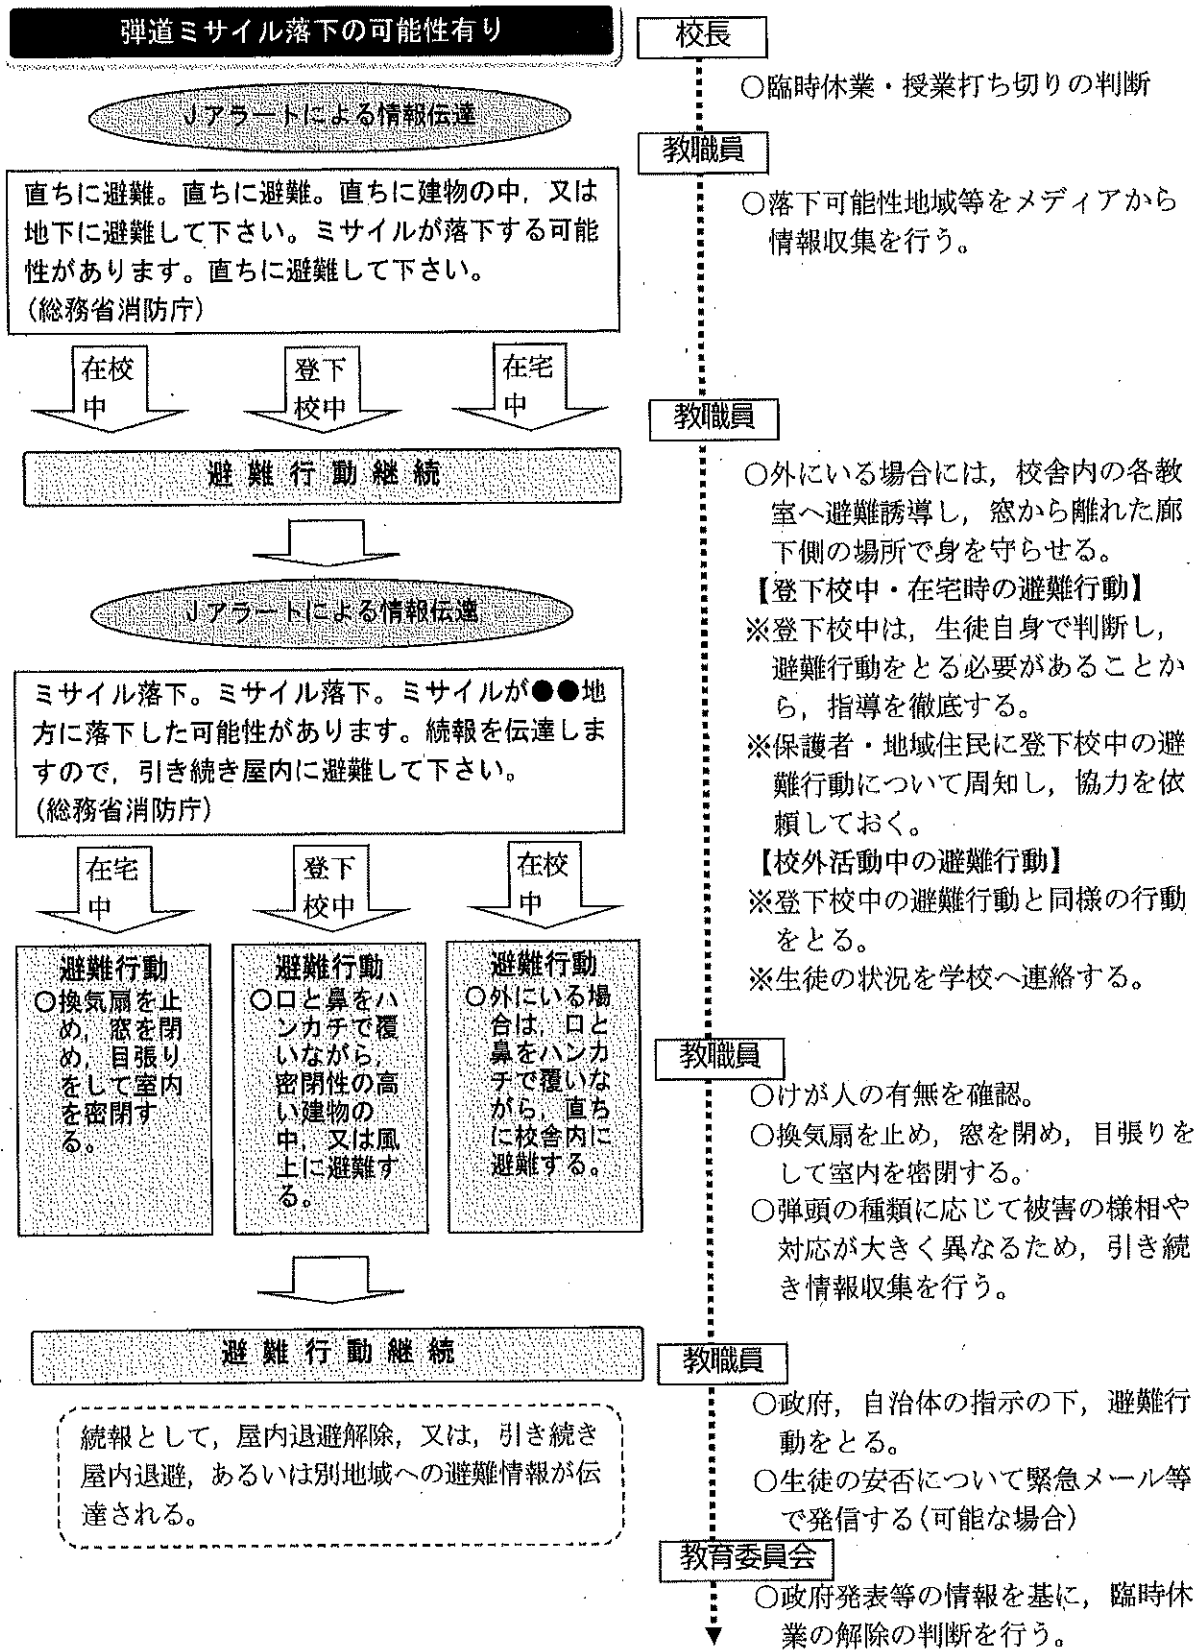 弾道ミサイル落下の可能性有り
Jアラートによる情報伝達
直ちに避難。直ちに避難。直ちに建物の中，又は
地下に避難して下さい。ミサイルが落下する可能
性があります。直ちに避難して下さい。
(総務省消防庁)
在校
中
登下
校中
在宅
中
避難行動継続
Jアラートによる情報伝達
ミサイル落下。ミサイル落下。ミサイルが●●地
方に落下した可能性があります。続報を伝達しま
すので，引き続き屋内に避難して下さい。
(総務省消防庁)
在宅
中
登下
校中
在校
中
避難行動
○換気扇を止
め，窓を閉
め，目張り
をして室内
を密閉す
る。
避難行動
○口と鼻をハ
ンカチで覆
いながら，
密閉性の高
い建物の
中，又は風
上に避難す
る。
避難行動
○外にいる場
合は，口と
鼻をハンカ
チで覆いな
がら，直ち
に校舎内に
避難する。
避難行動継続
続報として，屋内退避解除，又は，引き続き
屋内退避，あるいは別地域への避難情報が伝
達される。
校長
○臨時休業・授業打ち切りの判断
教職員
○落下可能性地域等をメディアから
情報収集を行う。
教職員
○外にいる場合には，校舎内の各教
室へ避難誘導し，窓から離れた廊
下側の場所で身を守らせる。
【登下校中・在宅時の避難行動】
※登下校中は，生徒自身で判断し，
避難行動をとる必要があることか
ら，指導を徹底する。
※保護者・地域住民に登下校中の避
難行動について周知し，協力を依
頼しておく。
【校外活動中の避難行動】
※登下校中の避難行動と同様の行動
をとる。
※生徒の状況を学校へ連絡する。
教職員
○けが人の有無を確認。
○換気扇を止め，窓を閉め，目張りを
して室内を密閉する。
○弾頭の種類に応じて被害の様相や
対応が大きく異なるため，引き続
き情報収集を行う。
教職員
○政府，自治体の指示の下，避難行
動をとる。
○生徒の安否について緊急メール等
で発信する(可能な場合)
教育委員会
○政府発表等の情報を基に，臨時休
業の解除の判断を行う。